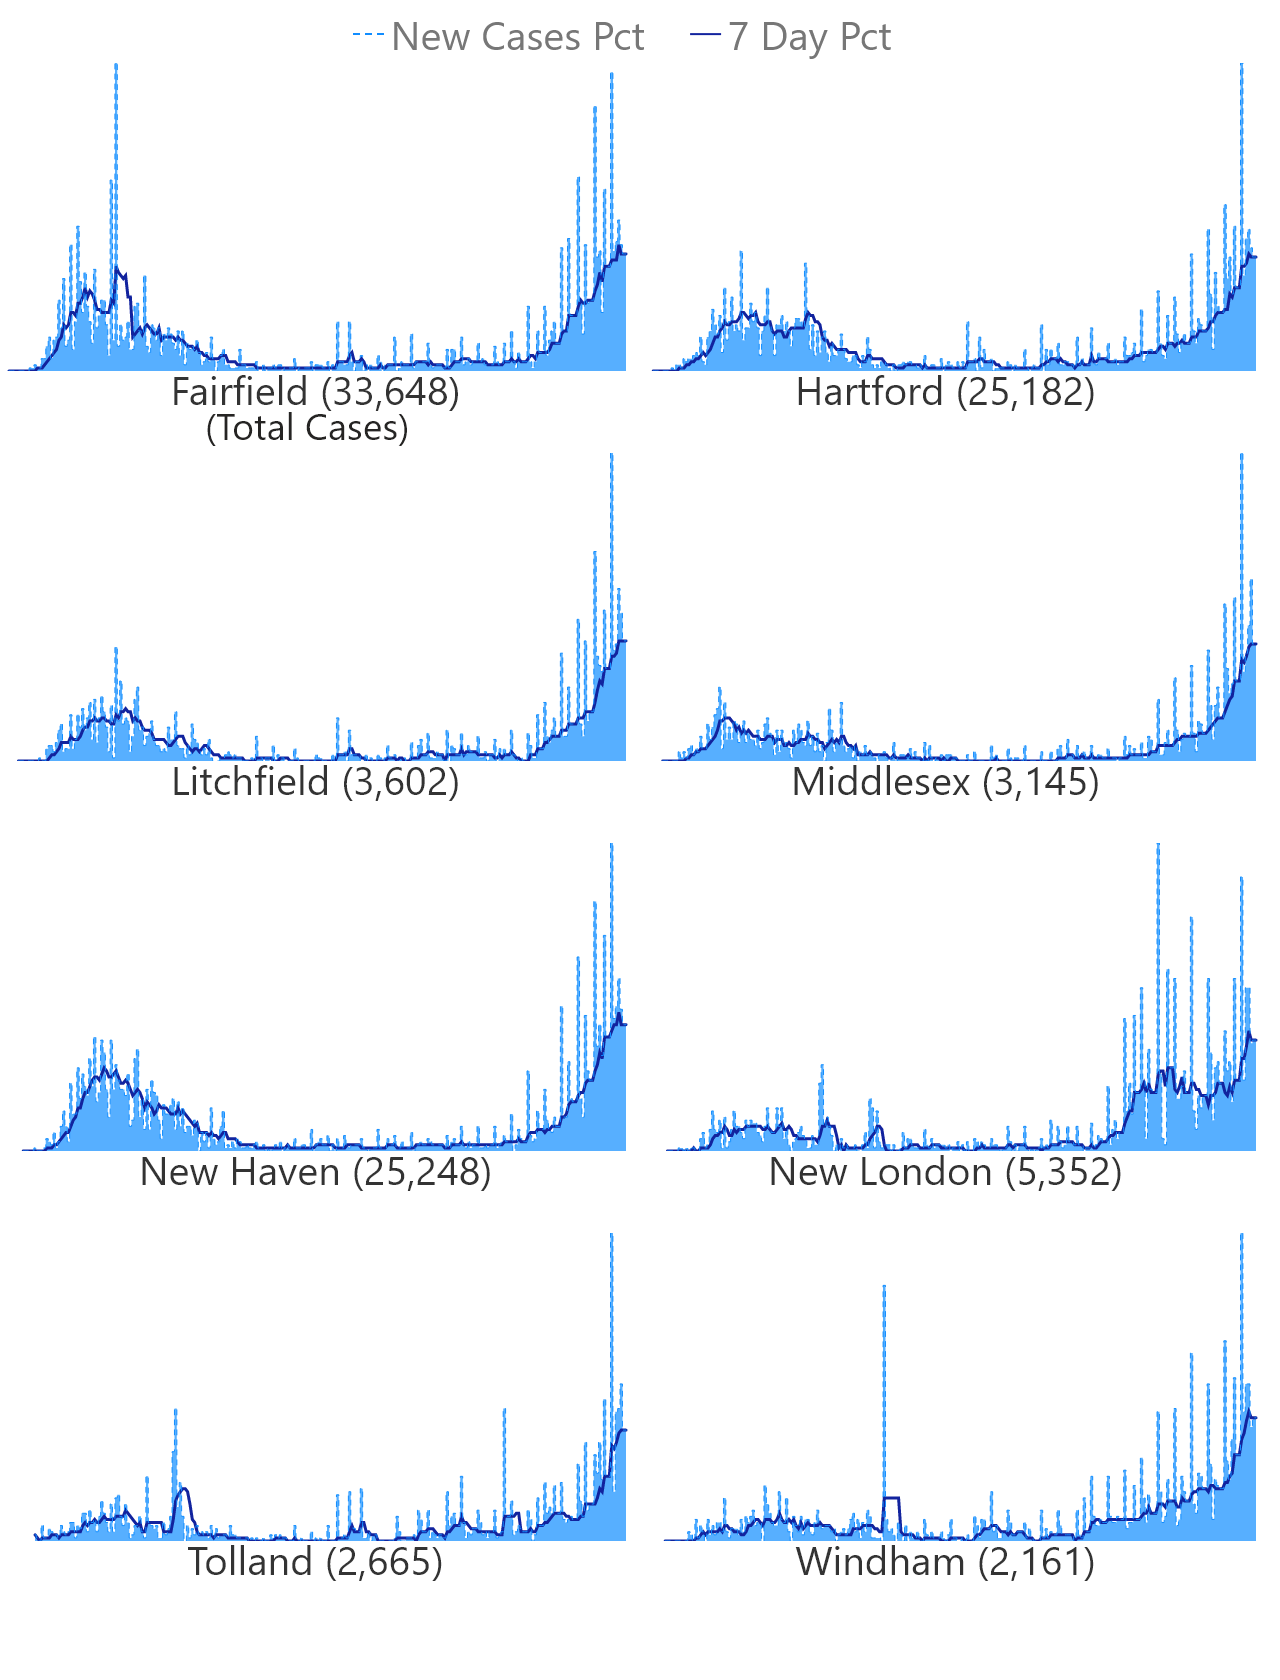 New Cases Pct 7 Day Pct
Fairfield (33,648) Hartford (25,182)
(Total Cases)
Litchfield (3,602) Middlesex (3,145)
New Haven (25,248) New London (5,352)
Tolland (2,665) Windham (2,161)